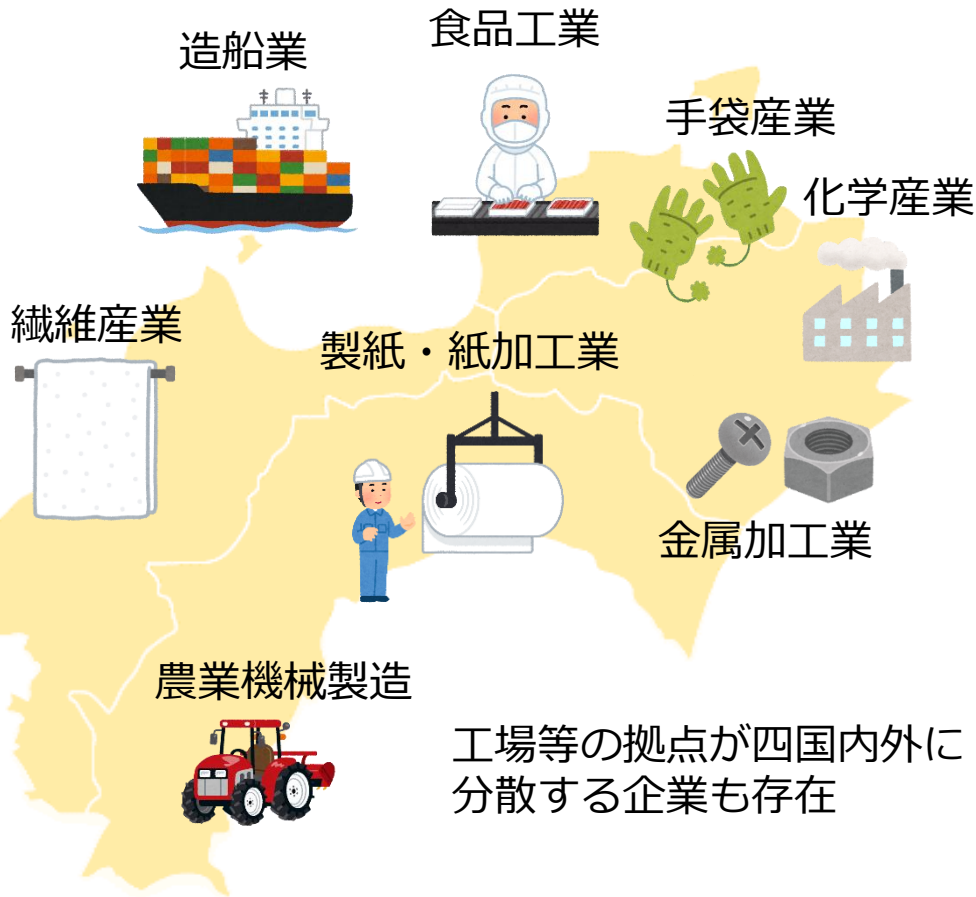 造船業
食品工業
手袋産業
化学産業
繊維産業
製紙・紙加工業
金属加工業
農業機械製造
工場等の拠点が四国内外に
分散する企業も存在